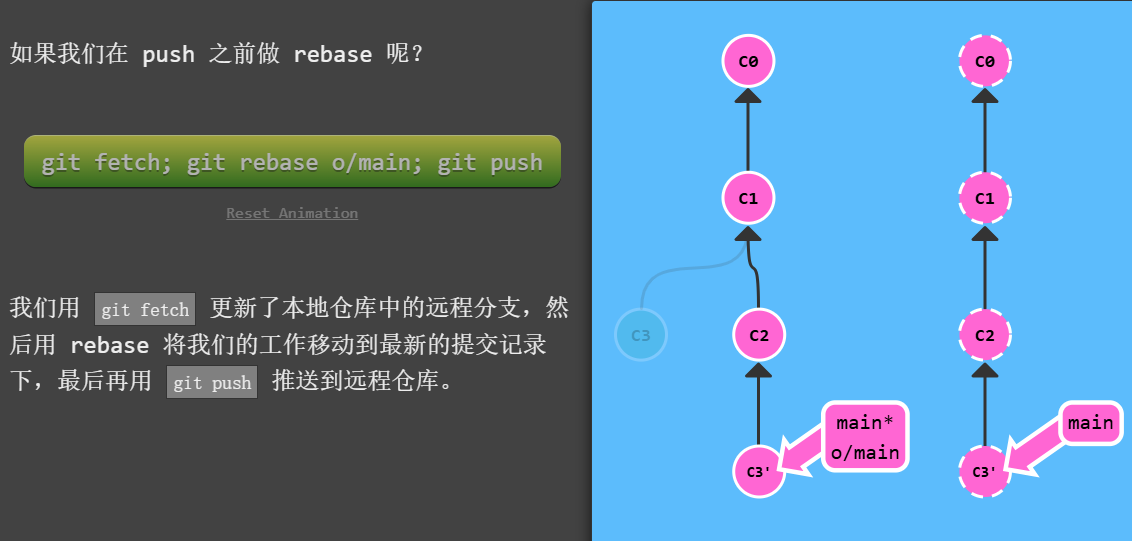 如果我们在 push 之前做 rebase 呢?
git fetch; git rebase o/main; git push
Reset Animation
我们用 git fetch 更新了本地仓库中的远程分支，然
后用 rebase 将我们的工作移动到最新的提交记录
下，最后再用 git push 推送到远程仓库。
C0
C1
C3
C2
main*
o/main
C3'
C0
C1
C2
main
C3'